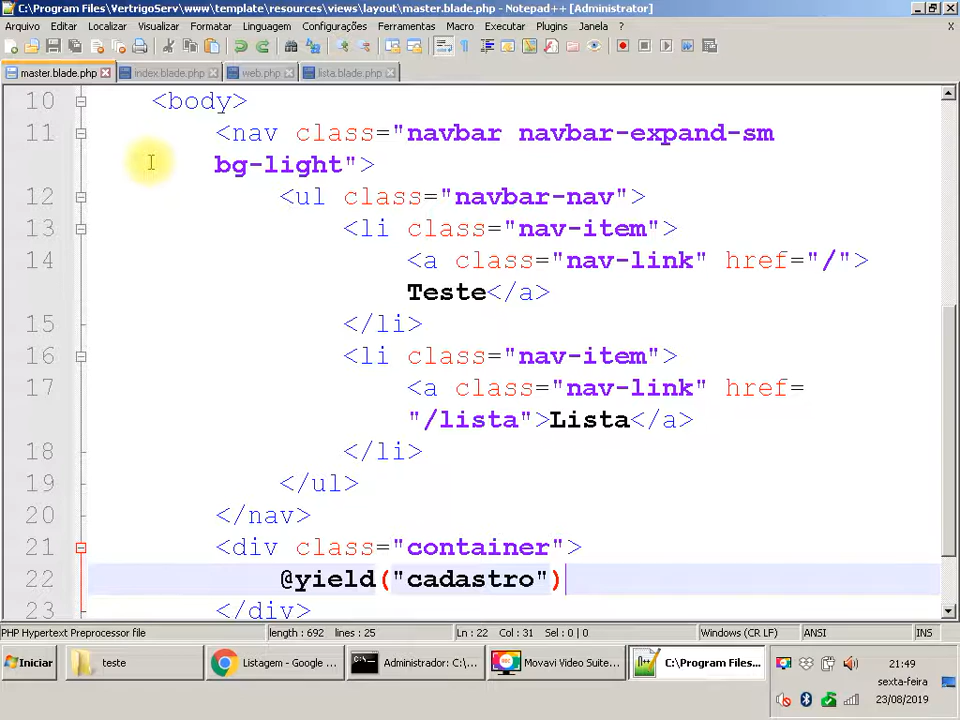 C:\Program Files\VertrigoServ\www\template\resources\views\layout\master.blade.php - Notepad++ [Administrator]
Arquivo Editar Localizar Visualizar Formatar Linguagem Configurações Ferramentas Macro Executar Plugins Janela ? X
master.blade.php index.blade.php web.php lista.blade.php
10 <body>
11 <nav class="navbar navbar-expand-sm
bg-light">
12 <ul class="navbar-nav">
13 <li class="nav-item">
14 <a class="nav-link" href="/">
Teste</a>
15 </li>
16 <li class="nav-item">
17 <a class="nav-link" href=
"/lista">Lista</a>
18 </li>
19 </ul>
20 </nav>
21 <div class="container">
22 @yield("cadastro")
23 </div>
PHP Hypertext Preprocessor file length : 692 lines : 25 Ln : 22 Col : 31 Sel : 0 | 0 Windows (CR LF) ANSI INS
Iniciar teste Listagem - Google ... Administrador: C:\... Movavi Video Suite... C:\Program Files... 21:49
sexta-feira
23/08/2019